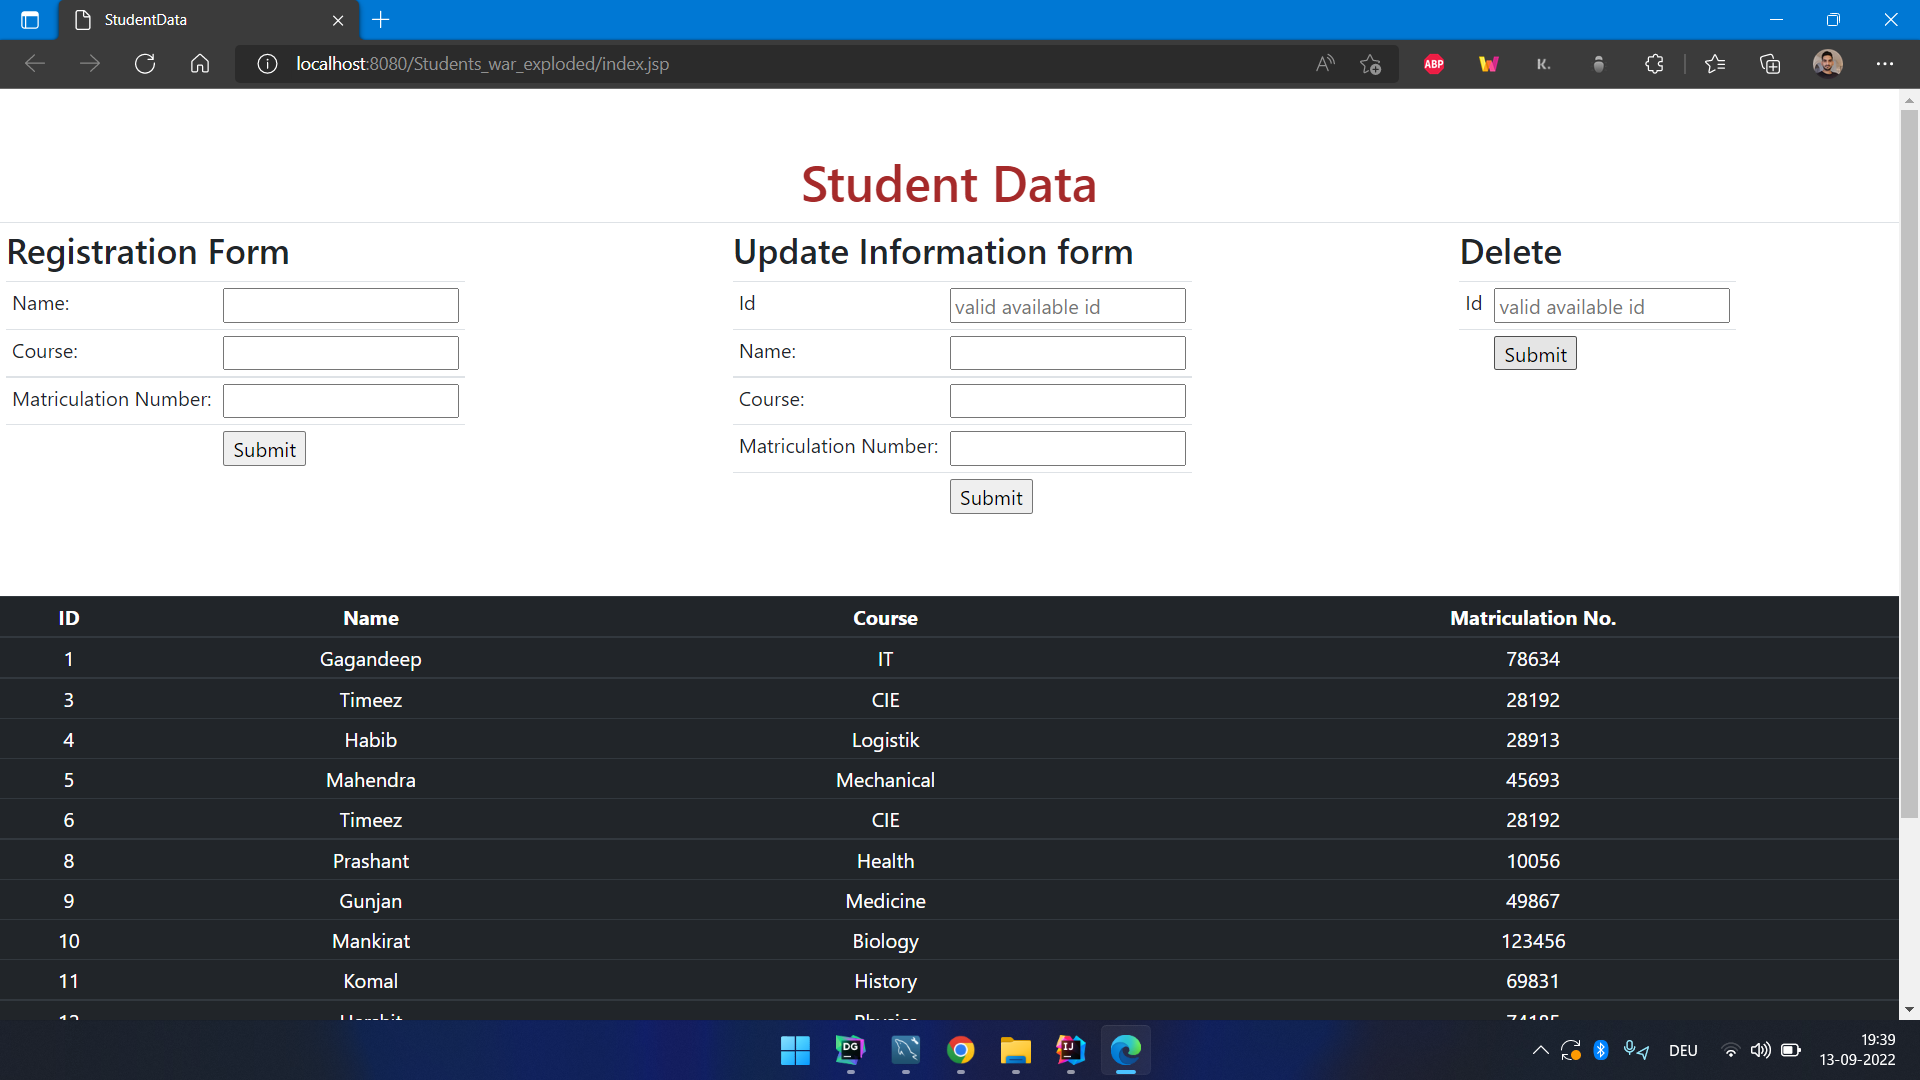 StudentData
localhost:8080/Students_war_exploded/index.jsp
ABP
K.
Student Data
Registration Form
Name:
Course:
Matriculation Number:
Submit
Update Information form
Id valid available id
Name:
Course:
Matriculation Number:
Submit
Delete
Id valid available id
Submit
ID Name Course Matriculation No.
1 Gagandeep IT 78634
3 Timeez CIE 28192
4 Habib Logistik 28913
5 Mahendra Mechanical 45693
6 Timeez CIE 28192
8 Prashant Health 10056
9 Gunjan Medicine 49867
10 Mankirat Biology 123456
11 Komal History 69831
DG
IJ
DEU
19:39
13-09-2022